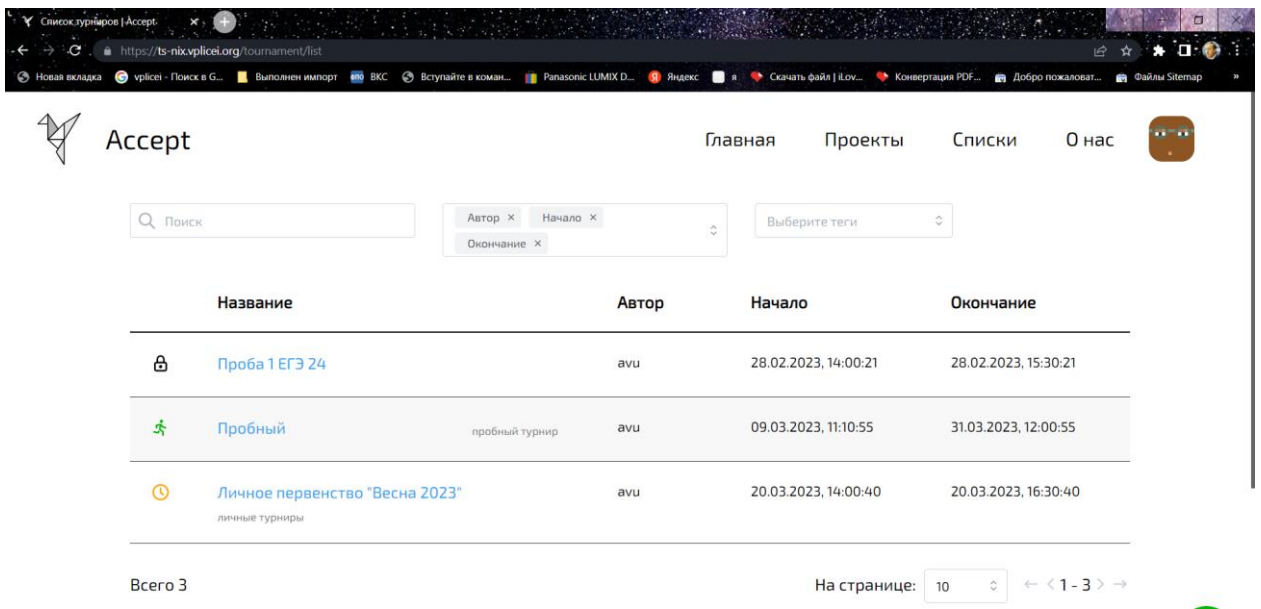 Список турниров | Accept
https://ts-nix.vplicei.org/tournament/list
Новая вкладка vplicei - Поиск в G... Выполнен импорт ВКС Вступайте в коман... Panasonic LUMIX D... Яндекс я Скачать файл | iLov... Конвертация PDF... Добро пожаловат... Файлы Sitemap »
Accept Главная Проекты Списки О нас
Поиск Автор × Начало × Выберите теги
Окончание ×
Название Автор Начало Окончание
Проба 1 ЕГЭ 24 avu 28.02.2023, 14:00:21 28.02.2023, 15:30:21
Пробный пробный турнир avu 09.03.2023, 11:10:55 31.03.2023, 12:00:55
Личное первенство "Весна 2023" avu 20.03.2023, 14:00:40 20.03.2023, 16:30:40
личные турниры
Всего 3 На странице: 10 1 - 3